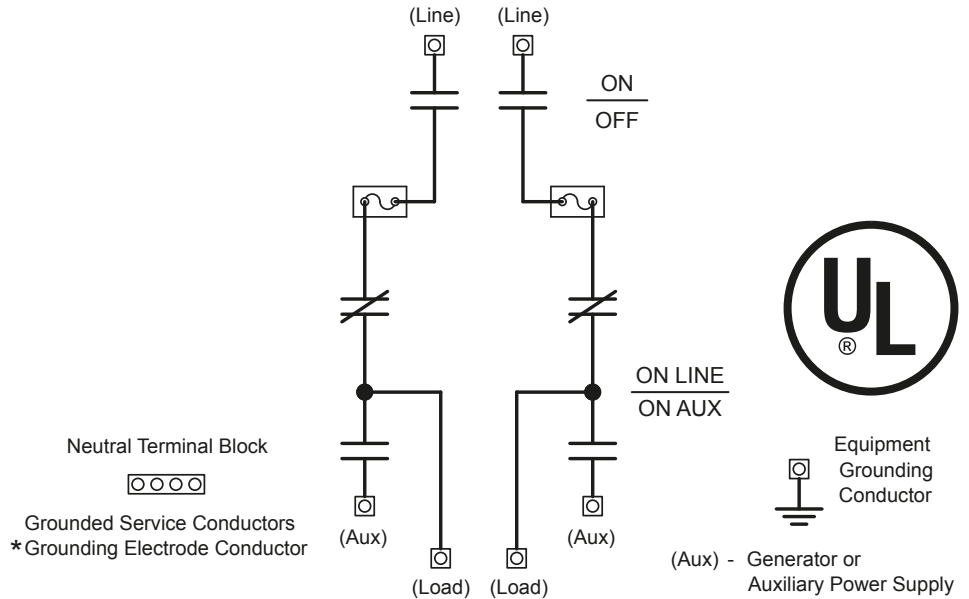 (Line) (Line)
ON
OFF
UL
®
ON LINE
ON AUX
Neutral Terminal Block
Grounded Service Conductors
*Grounding Electrode Conductor
(Aux) (Aux)
(Load) (Load)
Equipment
Grounding
Conductor
(Aux) - Generator or
Auxiliary Power Supply